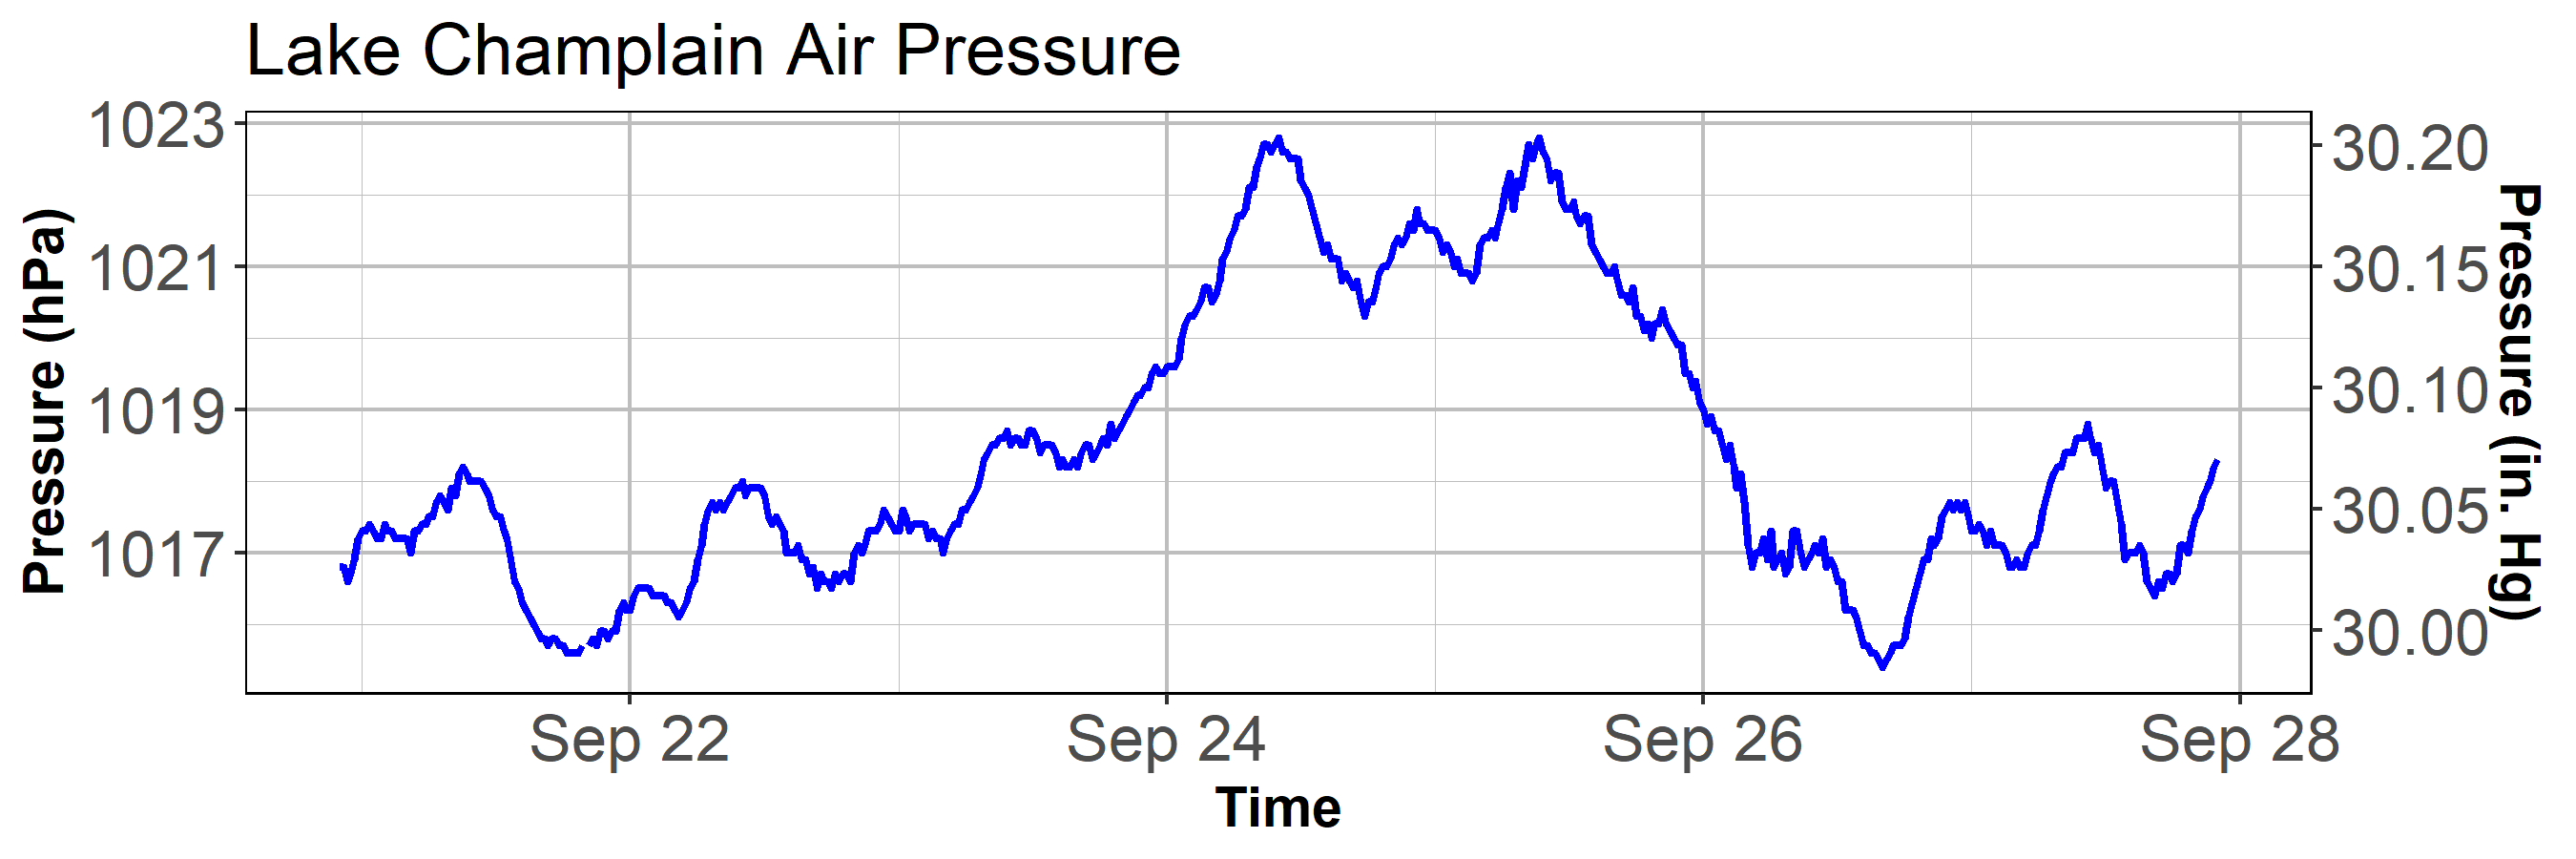 Lake Champlain Air Pressure
1023
1021
1019
1017
Pressure (hPa)
30.20
30.15
30.10
30.05
30.00
Pressure (in. Hg)
Sep 22
Sep 24
Sep 26
Sep 28
Time